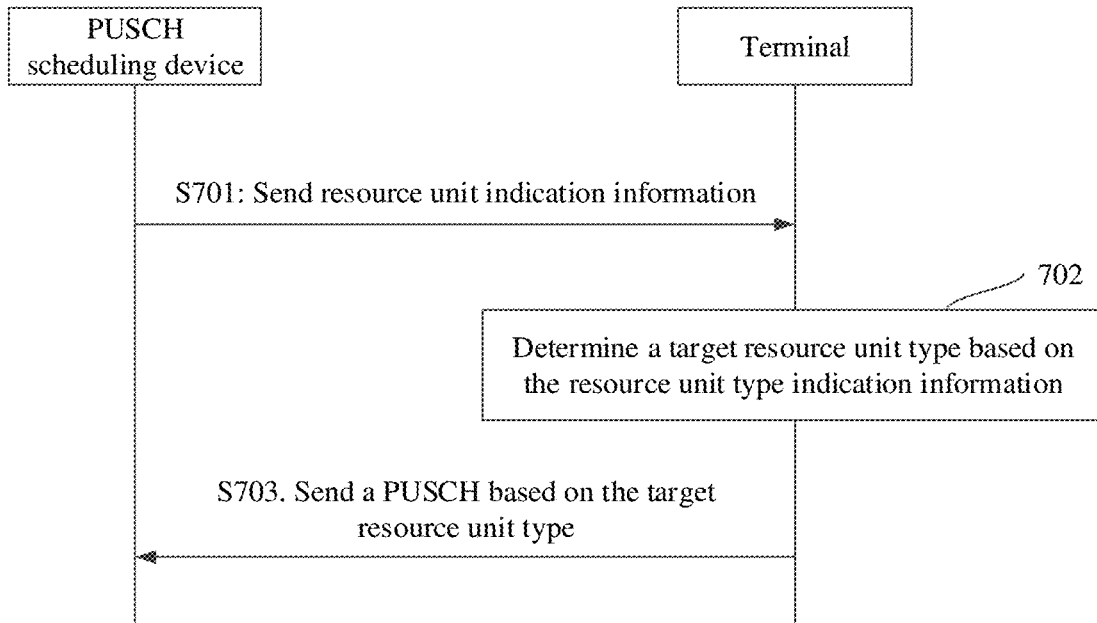 PUSCH
scheduling device
Terminal
S701: Send resource unit indication information
702
Determine a target resource unit type based on
the resource unit type indication information
S703. Send a PUSCH based on the target
resource unit type